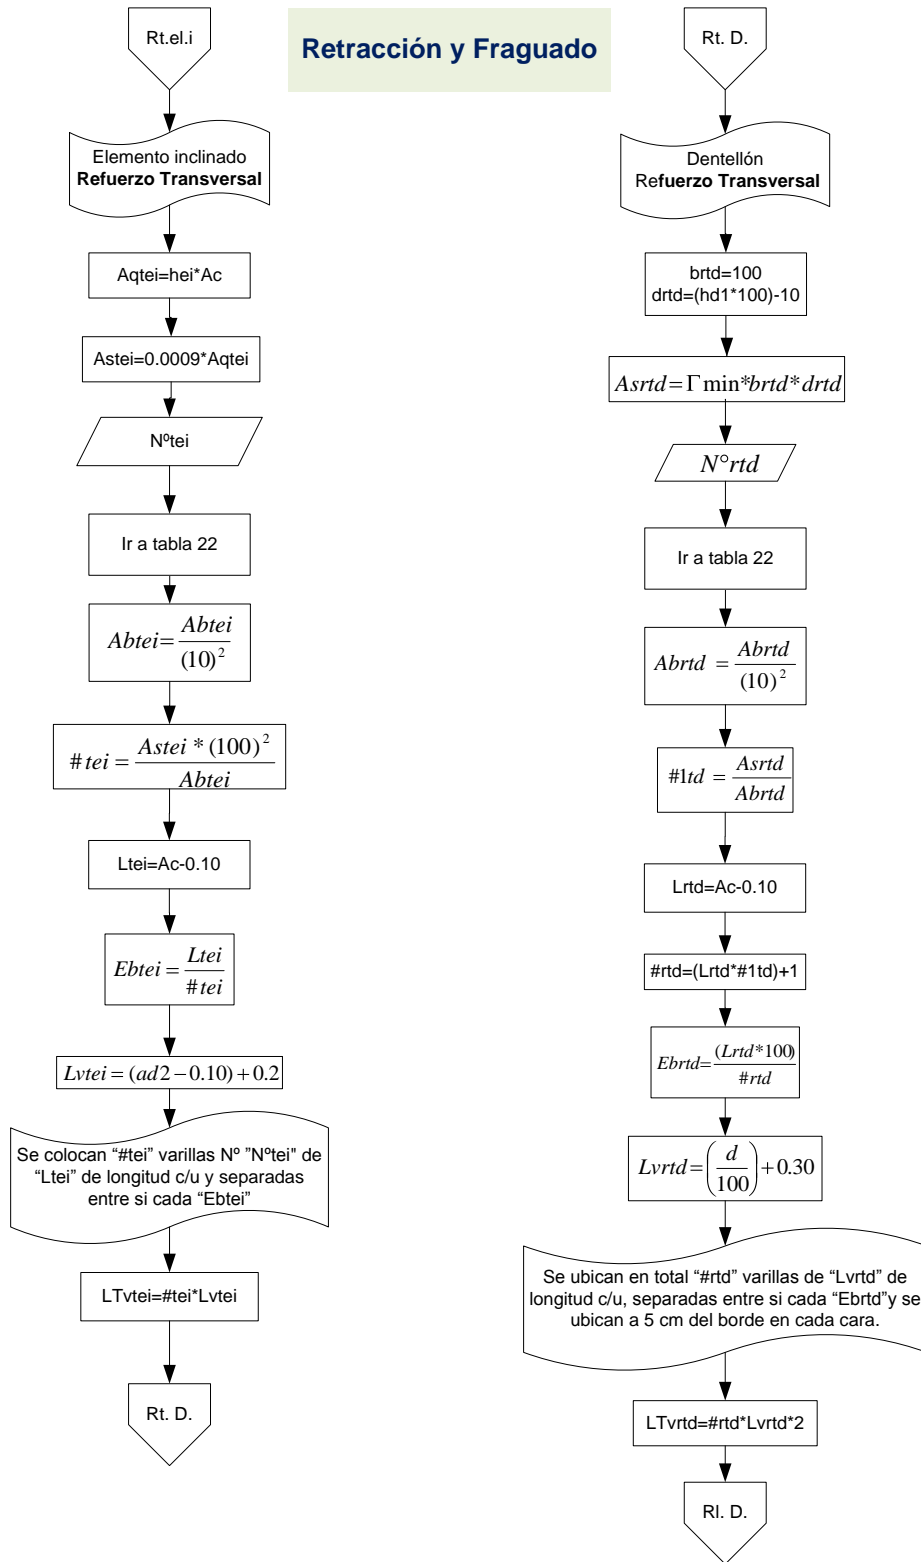 Retracción y Fraguado
Rt.el.i
Elemento inclinado
Refuerzo Transversal
Aqtei=hei*Ac
Astei=0.0009*Aqtei
Nºtei
Ir a tabla 22
Abtei = Abtei / (10)²
# tei = Astei * (100)² / Abtei
Ltei=Ac-0.10
Ebtei = Ltei / # tei
Lvtei = (ad2 − 0.10) + 0.2
Se colocan “#tei” varillas Nº ”Nºtei” de
“Ltei” de longitud c/u y separadas
entre si cada “Ebtei”
LTvtei=#tei*Lvtei
Rt. D.
Rt. D.
Dentellón
Refuerzo Transversal
brtd=100
drtd=(hd1*100)-10
Asrtd = Γ min* brtd* drtd
N° rtd
Ir a tabla 22
Abrtd = Abrtd / (10)²
#1td = Asrtd / Abrtd
Lrtd=Ac-0.10
#rtd=(Lrtd*#1td)+1
Ebrtd = (Lrtd*100) / # rtd
Lvrtd = (d / 100) + 0.30
Se ubican en total “#rtd” varillas de “Lvrtd” de
longitud c/u, separadas entre si cada “Ebrtd”y se
ubican a 5 cm del borde en cada cara.
LTvrtd=#rtd*Lvrtd*2
Rl. D.